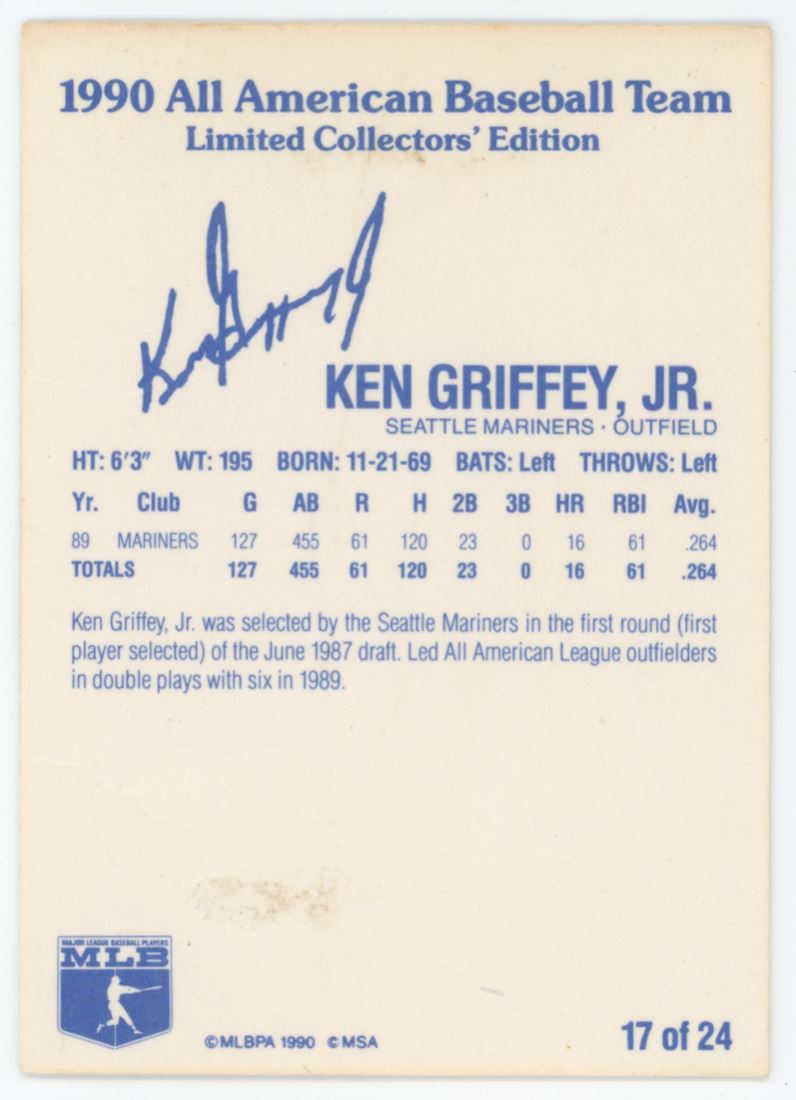 1990 All American Baseball Team
Limited Collectors' Edition
Ken Griffey
KEN GRIFFEY, JR.
SEATTLE MARINERS · OUTFIELD
HT: 6'3" WT: 195 BORN: 11-21-69 BATS: Left THROWS: Left
Yr. Club G AB R H 2B 3B HR RBI Avg.
89 MARINERS 127 455 61 120 23 0 16 61 .264
TOTALS 127 455 61 120 23 0 16 61 .264
Ken Griffey, Jr. was selected by the Seattle Mariners in the first round (first
player selected) of the June 1987 draft. Led All American League outfielders
in double plays with six in 1989.
MAJOR LEAGUE BASEBALL PLAYERS
MLB
©MLBPA 1990 ©MSA
17 of 24